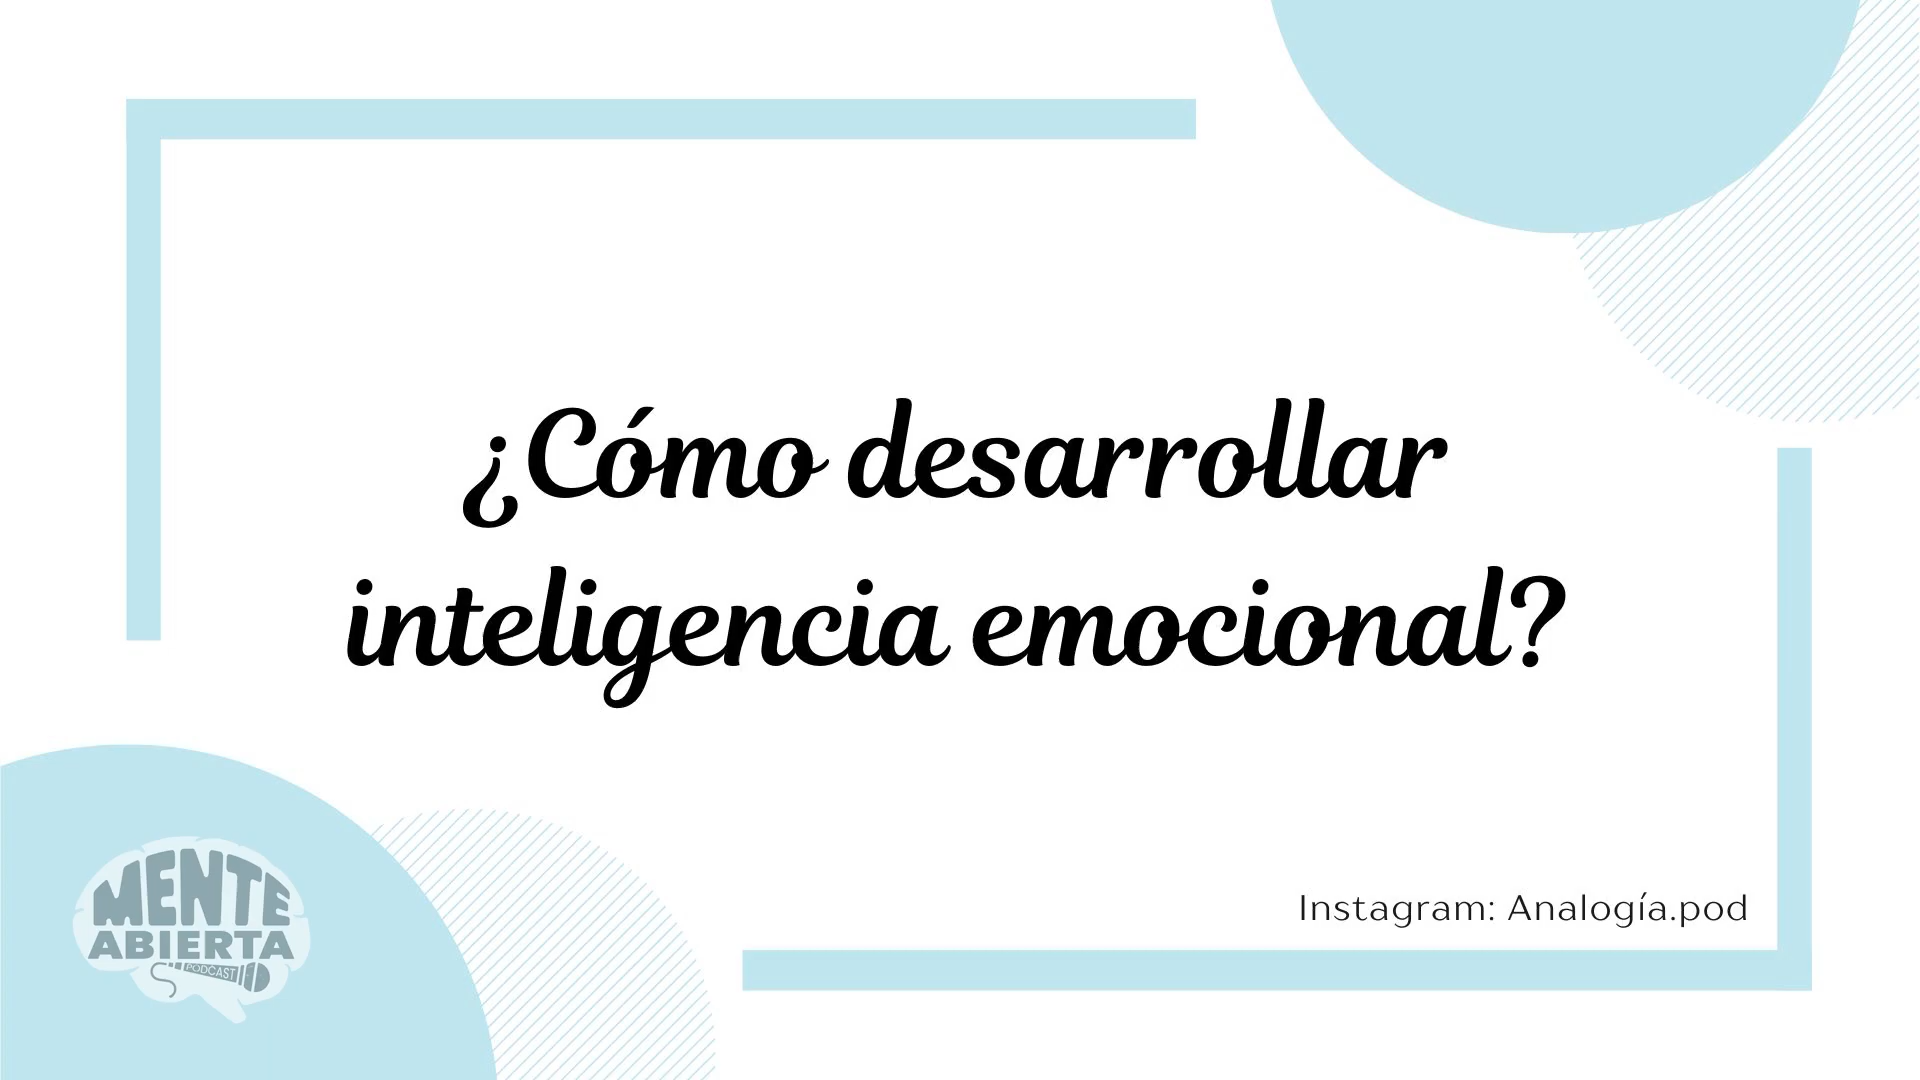 ¿Cómo desarrollar
inteligencia emocional?
Instagram: Analogía.pod
MENTE
ABIERTA
PODCAST